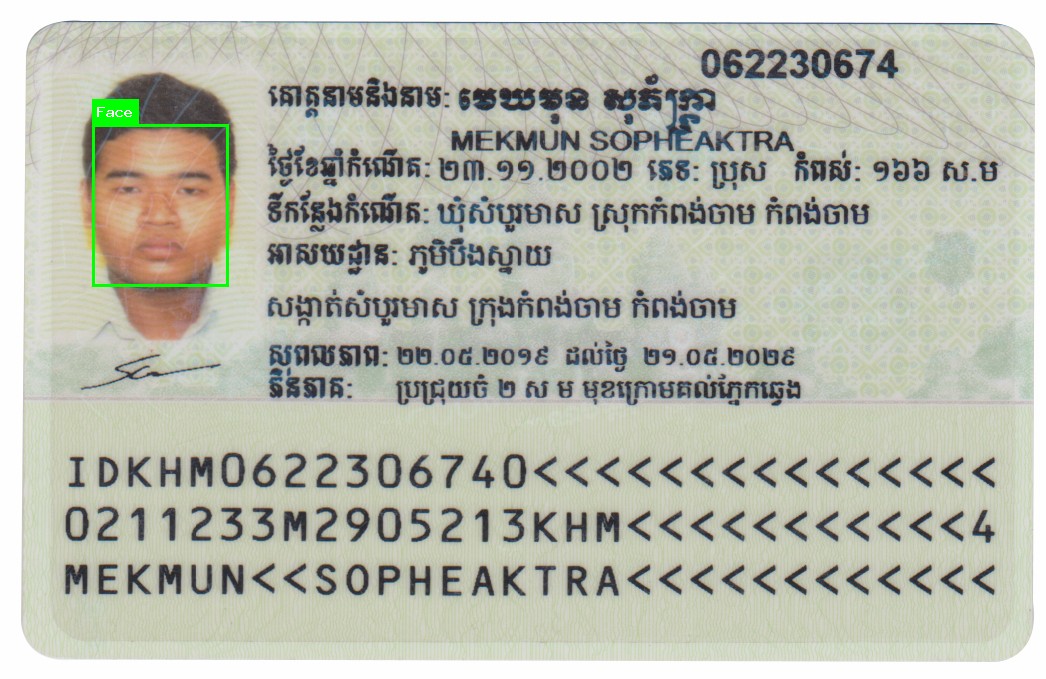 062230674
Face
គោត្តនាមនិងនាម: មេឃមុន សុភ័ក្ត្រា
MEKMUN SOPHEAKTRA
ថ្ងៃខែឆ្នាំកំណើត: ២៣.១១.២០០២ ភេទ: ប្រុស កំពស់: ១៦៦ ស.ម
ទីកន្លែងកំណើត: ឃុំសំបួរមាស ស្រុកកំពង់ចាម កំពង់ចាម
អាសយដ្ឋាន: ភូមិបឹងស្នាយ
សង្កាត់សំបួរមាស ក្រុងកំពង់ចាម កំពង់ចាម
សុពលភាព: ២២.០៥.២០១៩ ដល់ថ្ងៃ ២១.០៥.២០២៩
ភិនភាគ: ប្រជ្រុយចំ ២ ស ម មុខក្រោមគល់ភ្នែកឆ្វេង
IDKHM0622306740<<<<<<<<<<<<<<<
0211233M2905213KHM<<<<<<<<<<<4
MEKMUN<<SOPHEAKTRA<<<<<<<<<<<<